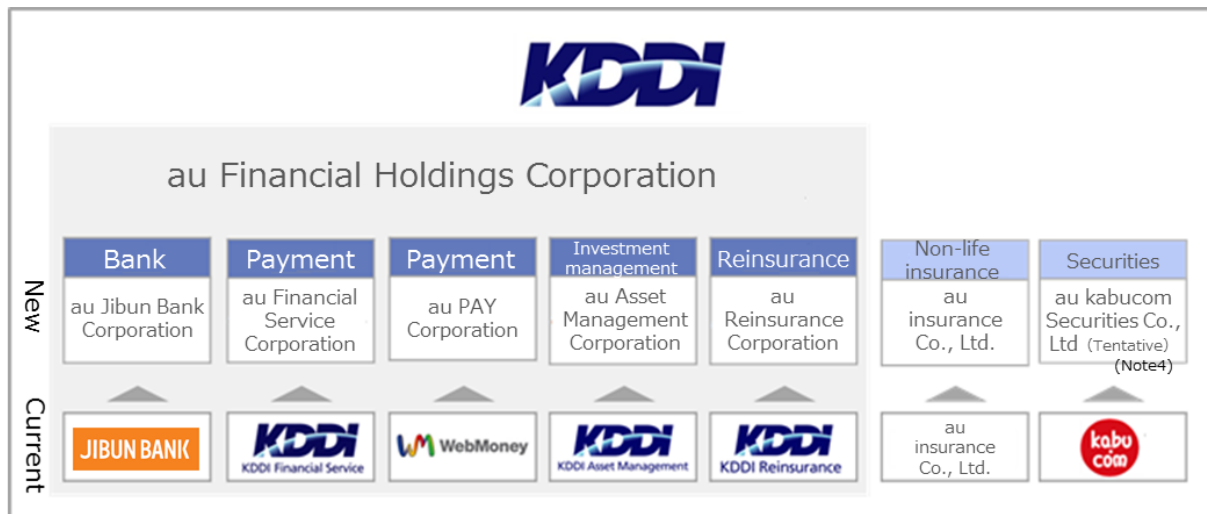 KDDI
au Financial Holdings Corporation
New
Bank
au Jibun Bank
Corporation
Payment
au Financial
Service
Corporation
Payment
au PAY
Corporation
Investment
management
au Asset
Management
Corporation
Reinsurance
au
Reinsurance
Corporation
Non-life
insurance
au
insurance
Co., Ltd.
Securities
au kabucom
Securities Co.,
Ltd (Tentative)
(Note4)
Current
JIBUN BANK
KDDI
KDDI Financial Service
WM WebMoney
KDDI
KDDI Asset Management
KDDI
KDDI Reinsurance
au
insurance
Co., Ltd.
kabu
.com